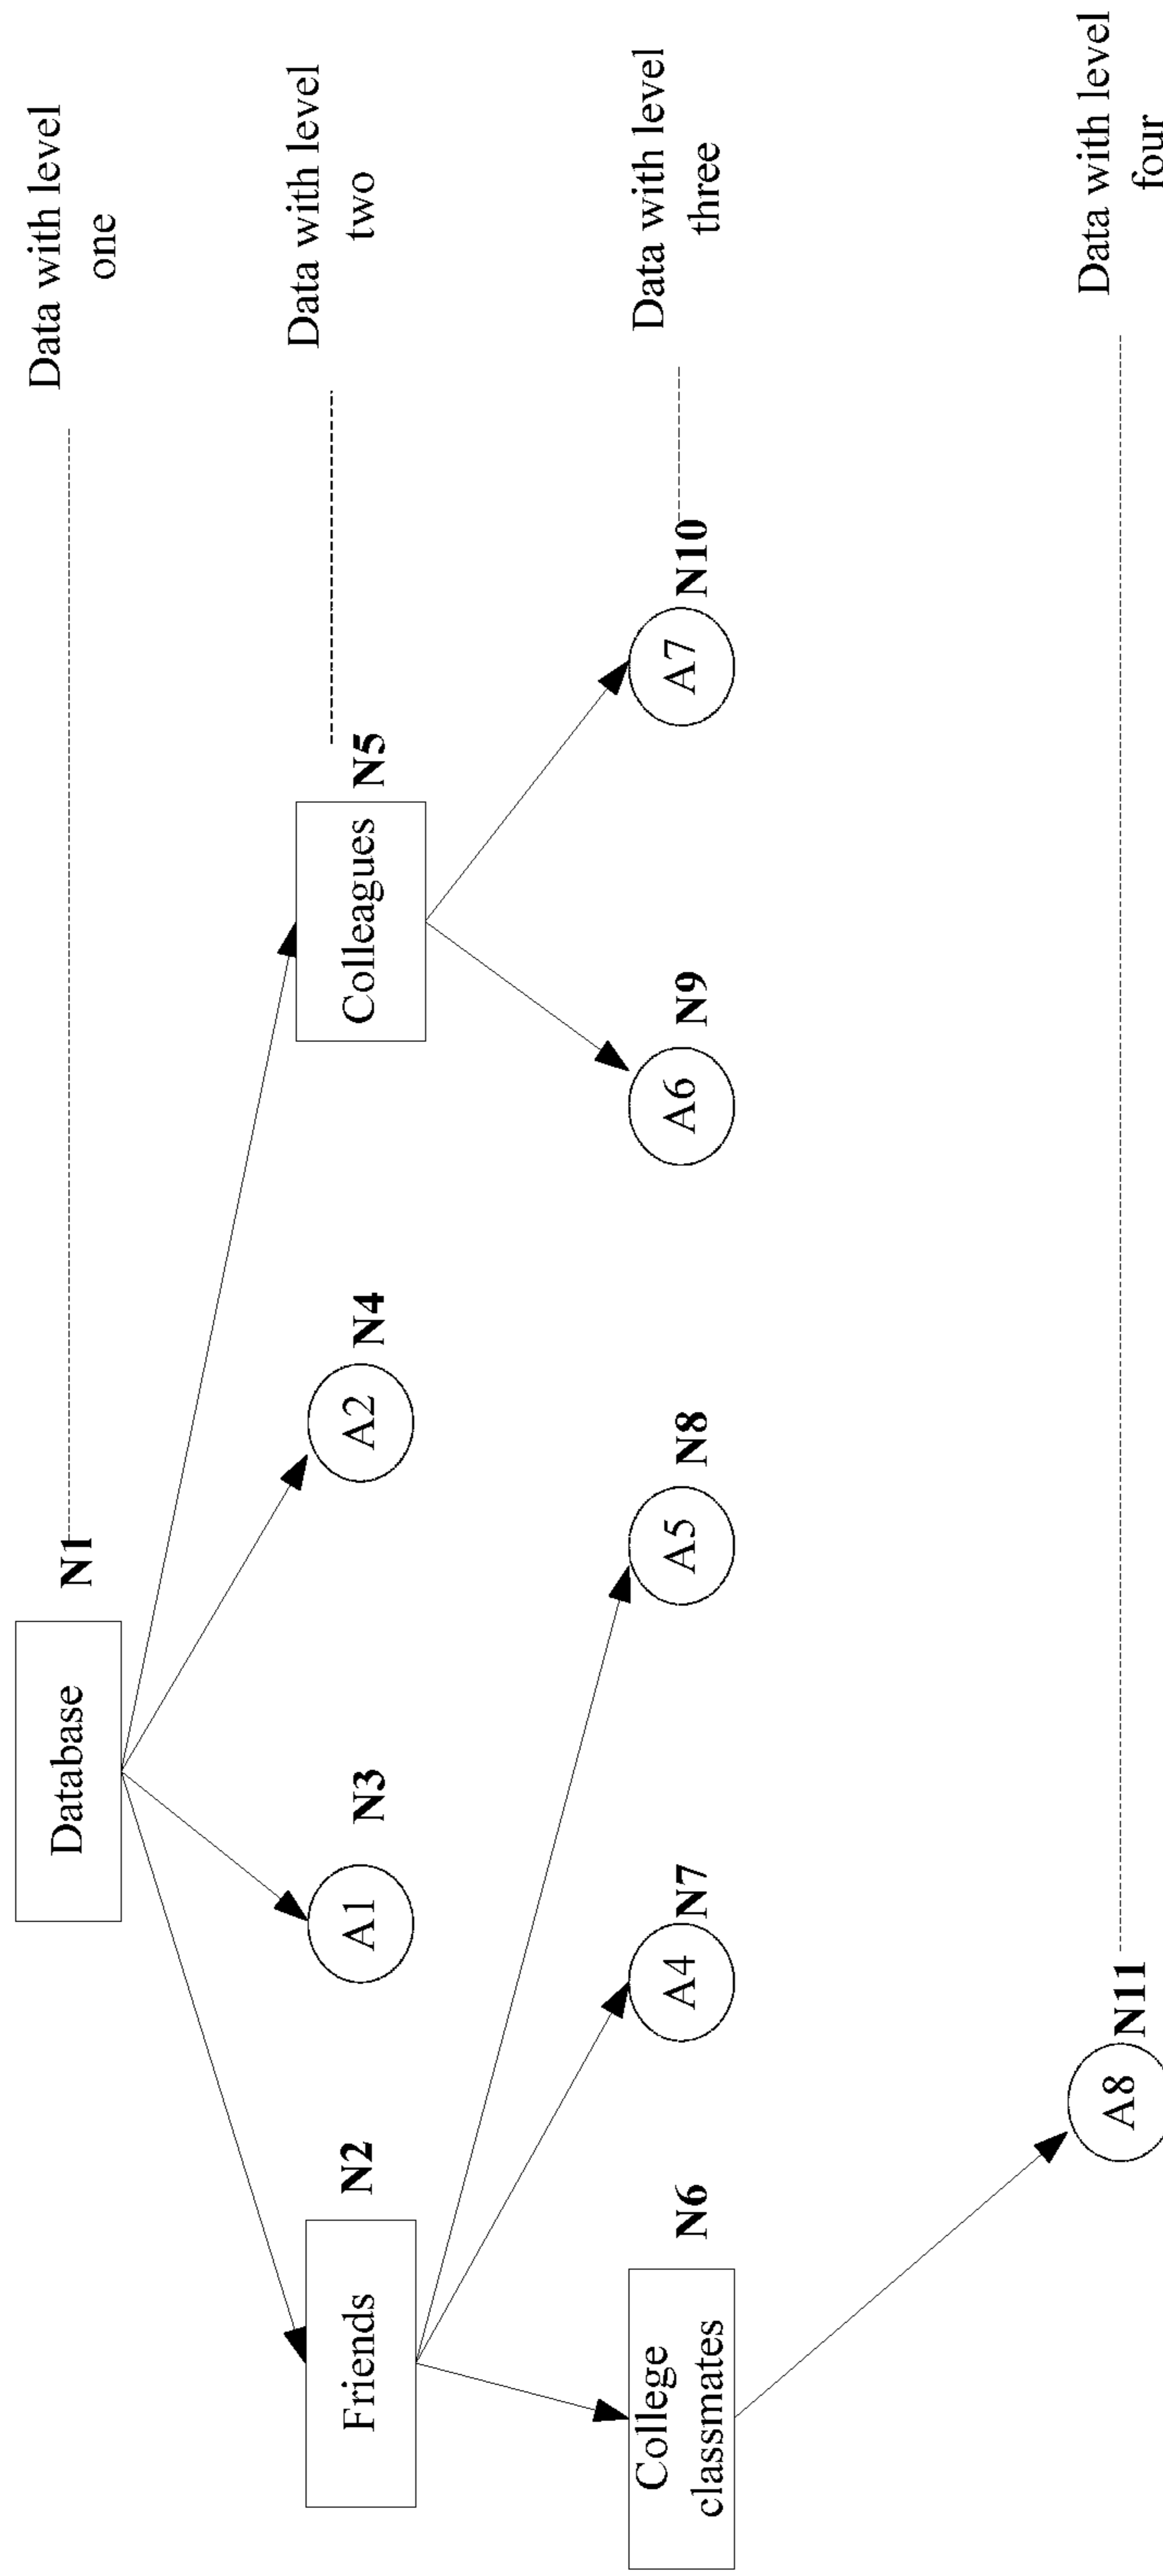 Database
N1
Data with level
one
Friends
N2
A1
N3
A2
N4
Colleagues
N5
Data with level
two
College
classmates
N6
A4
N7
A5
N8
A6
N9
A7
N10
Data with level
three
A8
N11
Data with level
four